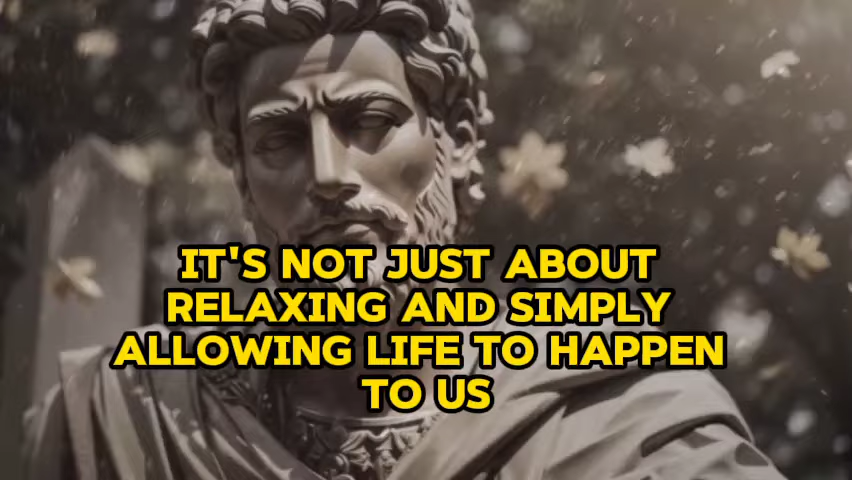 IT'S NOT JUST ABOUT
RELAXING AND SIMPLY
ALLOWING LIFE TO HAPPEN
TO US